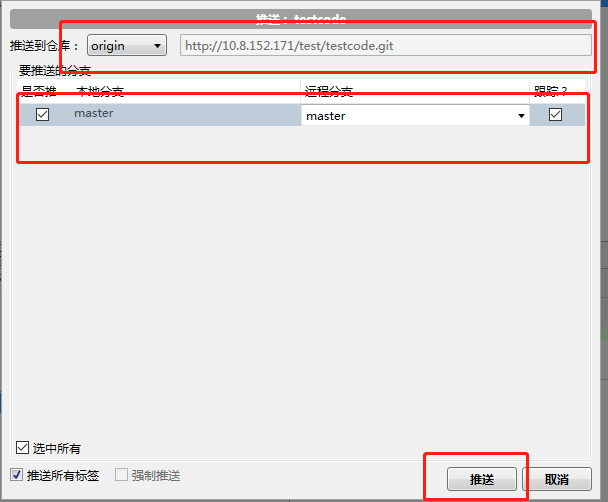 推送：testcode
推送到仓库： origin http://10.8.152.171/test/testcode.git
要推送的分支
是否推 本地分支 远程分支 跟踪？
master master
选中所有
推送所有标签 强制推送 推送 取消